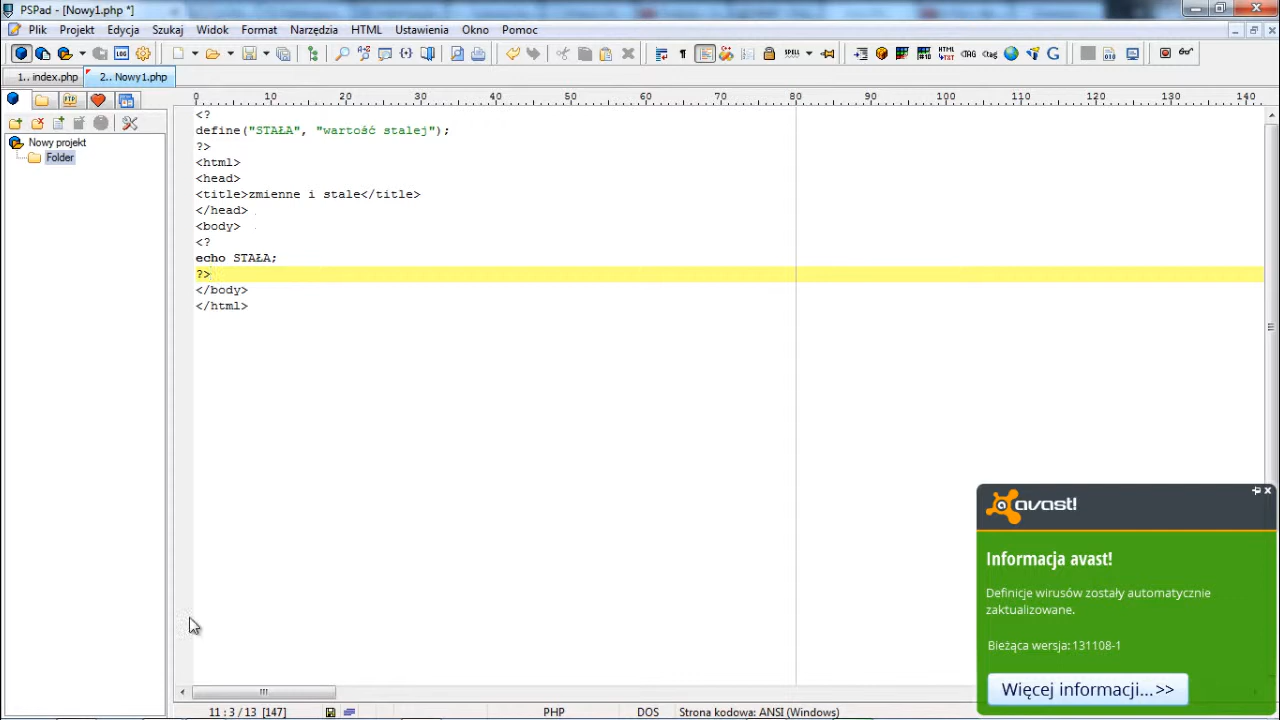 PSPad - [Nowy1.php *]
Plik Projekt Edycja Szukaj Widok Format Narzędzia HTML Ustawienia Okno Pomoc
1.. index.php 2.. Nowy1.php
0 10 20 30 40 50 60 70 80 90 100 110 120 130 140
Nowy projekt
Folder
<?
define("STAŁA", "wartość stalej");
?>
<html>
<head>
<title>zmienne i stale</title>
</head>
<body>
<?
echo STAŁA;
?>
</body>
</html>
avast!
Informacja avast!
Definicje wirusów zostały automatycznie
zaktualizowane.
Bieżąca wersja: 131108-1
Więcej informacji... >>
11 : 3 / 13 [147] PHP DOS Strona kodowa: ANSI (Windows)